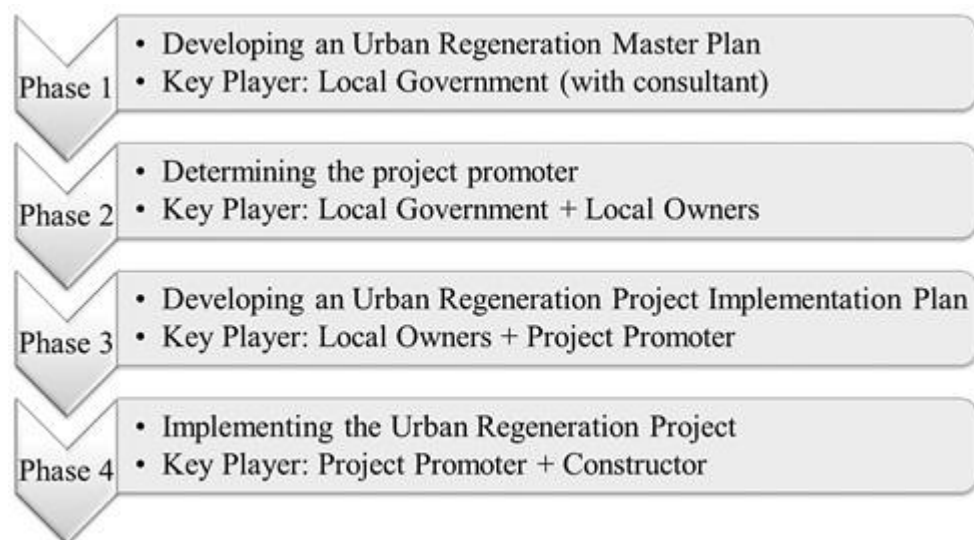 Phase 1
• Developing an Urban Regeneration Master Plan
• Key Player: Local Government (with consultant)
Phase 2
• Determining the project promoter
• Key Player: Local Government + Local Owners
Phase 3
• Developing an Urban Regeneration Project Implementation Plan
• Key Player: Local Owners + Project Promoter
Phase 4
• Implementing the Urban Regeneration Project
• Key Player: Project Promoter + Constructor